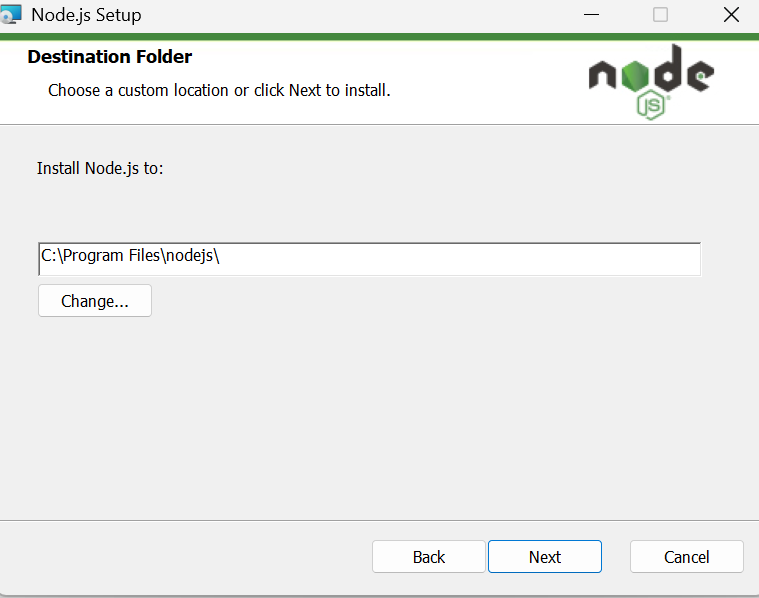 Node.js Setup
Destination Folder
Choose a custom location or click Next to install.
node
JS
Install Node.js to:
C:\Program Files\nodejs\
Change...
Back
Next
Cancel